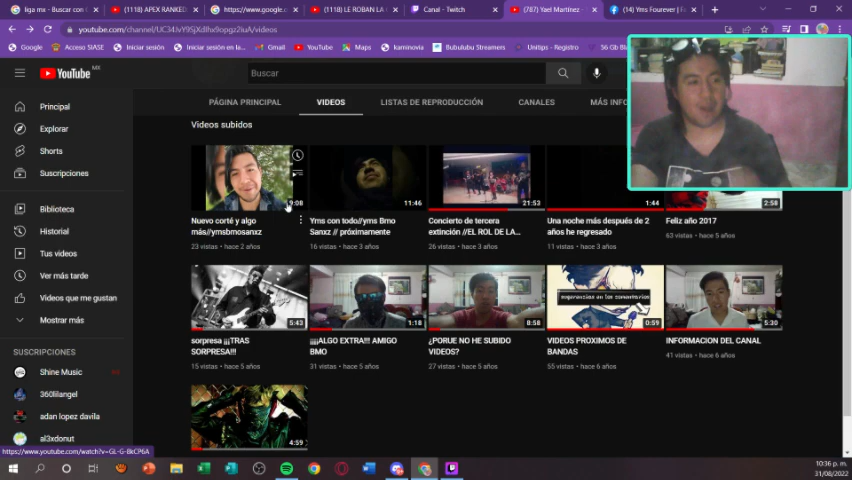 liga ma - Buscar con
(1118) APEX RANKED
https://www.google.c
(1118) LE ROBAN LA
Canal - Twitch
(787) Yael Martínez -
(14) Yms Fourever | Fa
youtube.com/channel/
/videos
Google
Acceso SIASE
Iniciar sesión
Iniciar sesión en la...
Gmail
YouTube
Maps
kaminovia
Bubulubu Streamers
Unitips - Registro
56 Gb
YouTube MX
Buscar
PÁGINA PRINCIPAL
VIDEOS
LISTAS DE REPRODUCCIÓN
CANALES
MÁS INFO
Principal
Explorar
Shorts
Suscripciones
Biblioteca
Historial
Tus videos
Ver más tarde
Videos que me gustan
Mostrar más
SUSCRIPCIONES
Shine Music
360lilangel
adan lopez davila
al3xdonut
Videos subidos
9:08
11:46
21:53
1:44
2:58
Nuevo corté y algo
más//ymsbmosanxz
23 vistas • hace 2 años
Yms con todo//yms Bmo
Sanxz // próximamente
16 vistas • hace 3 años
Concierto de tercera
extinción //EL ROL DE LA...
26 vistas • hace 3 años
Una noche más después de 2
años he regresado
11 vistas • hace 3 años
Feliz año 2017
63 vistas • hace 5 años
5:43
1:18
8:58
sugerencias en los comentarios
0:59
5:30
sorpresa ¡¡¡TRAS
SORPRESA!!!
15 vistas • hace 5 años
¡¡¡¡ALGO EXTRA!!! AMIGO
BMO
31 vistas • hace 5 años
¿PORUE NO HE SUBIDO
VIDEOS?
27 vistas • hace 5 años
VIDEOS PROXIMOS DE
BANDAS
55 vistas • hace 6 años
INFORMACION DEL CANAL
41 vistas • hace 6 años
4:59
https://www.youtube.com/watch?v=GL-G-8kCP6A
10:36 p. m.
31/08/2022